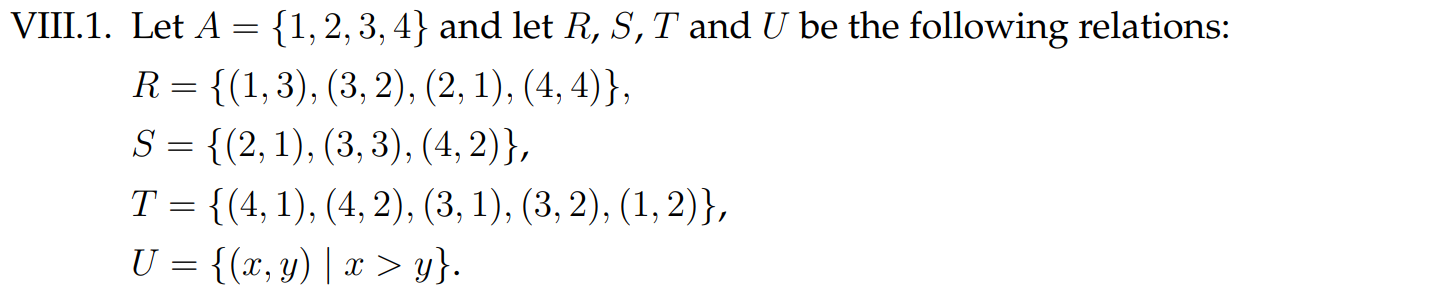 VIII.1. Let A = {1, 2, 3, 4} and let R, S, T and U be the following relations:
R = {(1, 3), (3, 2), (2, 1), (4, 4)},
S = {(2, 1), (3, 3), (4, 2)},
T = {(4, 1), (4, 2), (3, 1), (3, 2), (1, 2)},
U = {(x, y) | x > y}.